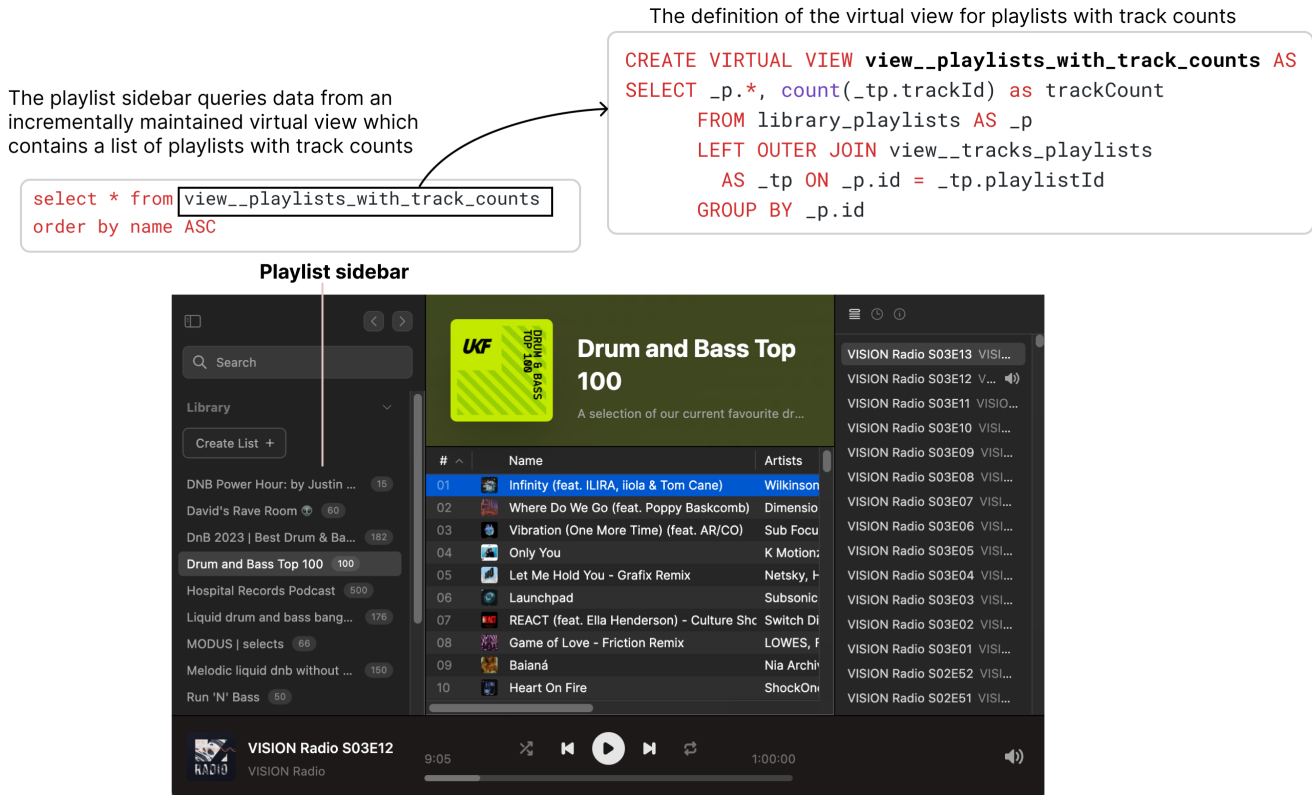 The definition of the virtual view for playlists with track counts
CREATE VIRTUAL VIEW view__playlists_with_track_counts AS
SELECT _p.*, count(_tp.trackId) as trackCount
FROM library_playlists AS _p
LEFT OUTER JOIN view__tracks_playlists
AS _tp ON _p.id = _tp.playlistId
GROUP BY _p.id
The playlist sidebar queries data from an
incrementally maintained virtual view which
contains a list of playlists with track counts
select * from view__playlists_with_track_counts
order by name ASC
Playlist sidebar
Search
Library
Create List +
DNB Power Hour: by Justin ... 15
David's Rave Room 👽 60
DnB 2023 | Best Drum & Ba... 182
Drum and Bass Top 100 100
Hospital Records Podcast 500
Liquid drum and bass bang... 176
MODUS | selects 66
Melodic liquid dnb without ... 150
Run 'N' Bass 50
UKF
DRUM & BASS
TOP 100
Drum and Bass Top
100
A selection of our current favourite dr...
# Name Artists
01 Infinity (feat. ILIRA, iiola & Tom Cane) Wilkinson
02 Where Do We Go (feat. Poppy Baskcomb) Dimensio
03 Vibration (One More Time) (feat. AR/CO) Sub Focu
04 Only You K Motionz
05 Let Me Hold You - Grafix Remix Netsky, H
06 Launchpad Subsonic
07 REACT (feat. Ella Henderson) - Culture Sho Switch Di
08 Game of Love - Friction Remix LOWES, F
09 Baianá Nia Archiv
10 Heart On Fire ShockOne
VISION Radio S03E13 VISI...
VISION Radio S03E12 V...
VISION Radio S03E11 VISIO...
VISION Radio S03E10 VISI...
VISION Radio S03E09 VISI...
VISION Radio S03E08 VISI...
VISION Radio S03E07 VISI...
VISION Radio S03E06 VISI...
VISION Radio S03E05 VISI...
VISION Radio S03E04 VISI...
VISION Radio S03E03 VISI...
VISION Radio S03E02 VISI...
VISION Radio S03E01 VISI...
VISION Radio S02E52 VISI...
VISION Radio S02E51 VISI...
RADIO
VISION Radio S03E12
VISION Radio
9:05
1:00:00